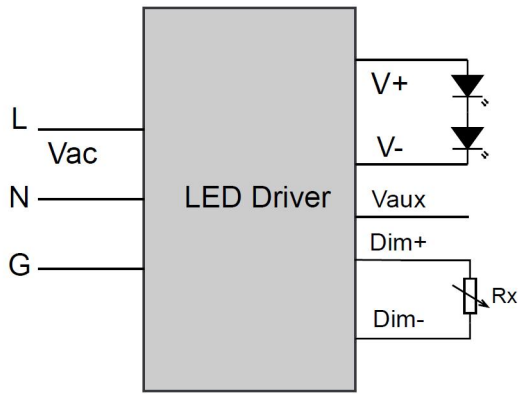 L
Vac
N
G
LED Driver
V+
V-
Vaux
Dim+
Rx
Dim-